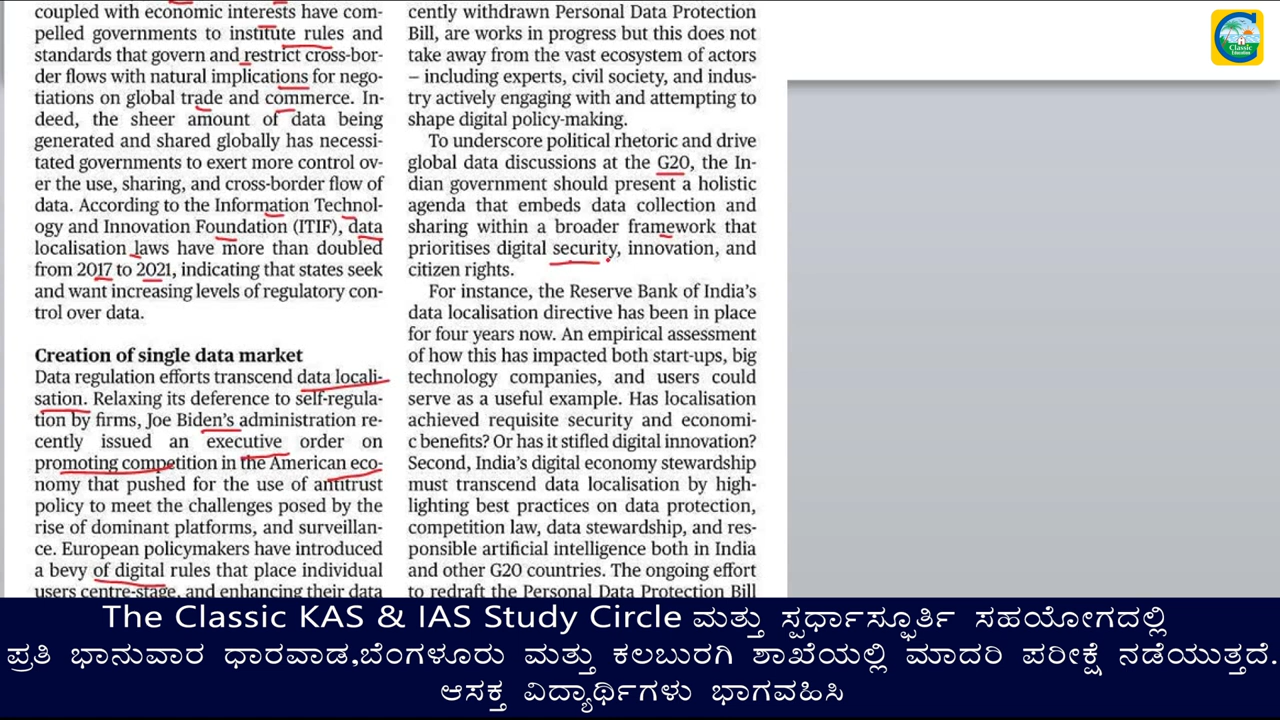 coupled with economic interests have com-
pelled governments to institute rules and
standards that govern and restrict cross-bor-
der flows with natural implications for nego-
tiations on global trade and commerce. In-
deed, the sheer amount of data being
generated and shared globally has necessi-
tated governments to exert more control ov-
er the use, sharing, and cross-border flow of
data. According to the Information Technol-
ogy and Innovation Foundation (ITIF), data
localisation laws have more than doubled
from 2017 to 2021, indicating that states seek
and want increasing levels of regulatory con-
trol over data.
Creation of single data market
Data regulation efforts transcend data locali-
sation. Relaxing its deference to self-regula-
tion by firms, Joe Biden's administration re-
cently issued an executive order on
promoting competition in the American eco-
nomy that pushed for the use of antitrust
policy to meet the challenges posed by the
rise of dominant platforms, and surveillan-
ce. European policymakers have introduced
a bevy of digital rules that place individual
users centre-stage, and enhancing their data
cently withdrawn Personal Data Protection
Bill, are works in progress but this does not
take away from the vast ecosystem of actors
– including experts, civil society, and indus-
try actively engaging with and attempting to
shape digital policy-making.
To underscore political rhetoric and drive
global data discussions at the G20, the In-
dian government should present a holistic
agenda that embeds data collection and
sharing within a broader framework that
prioritises digital security, innovation, and
citizen rights.
For instance, the Reserve Bank of India's
data localisation directive has been in place
for four years now. An empirical assessment
of how this has impacted both start-ups, big
technology companies, and users could
serve as a useful example. Has localisation
achieved requisite security and economi-
c benefits? Or has it stifled digital innovation?
Second, India's digital economy stewardship
must transcend data localisation by high-
lighting best practices on data protection,
competition law, data stewardship, and res-
ponsible artificial intelligence both in India
and other G20 countries. The ongoing effort
to redraft the Personal Data Protection Bill
Classic
Education
The Classic KAS & IAS Study Circle ಮತ್ತು ಸ್ಪರ್ಧಾಸ್ಫೂರ್ತಿ ಸಹಯೋಗದಲ್ಲಿ
ಪ್ರತಿ ಭಾನುವಾರ ಧಾರವಾಡ,ಬೆಂಗಳೂರು ಮತ್ತು ಕಲಬುರಗಿ ಶಾಖೆಯಲ್ಲಿ ಮಾದರಿ ಪರೀಕ್ಷೆ ನಡೆಯುತ್ತದೆ.
ಆಸಕ್ತ ವಿದ್ಯಾರ್ಥಿಗಳು ಭಾಗವಹಿಸಿ